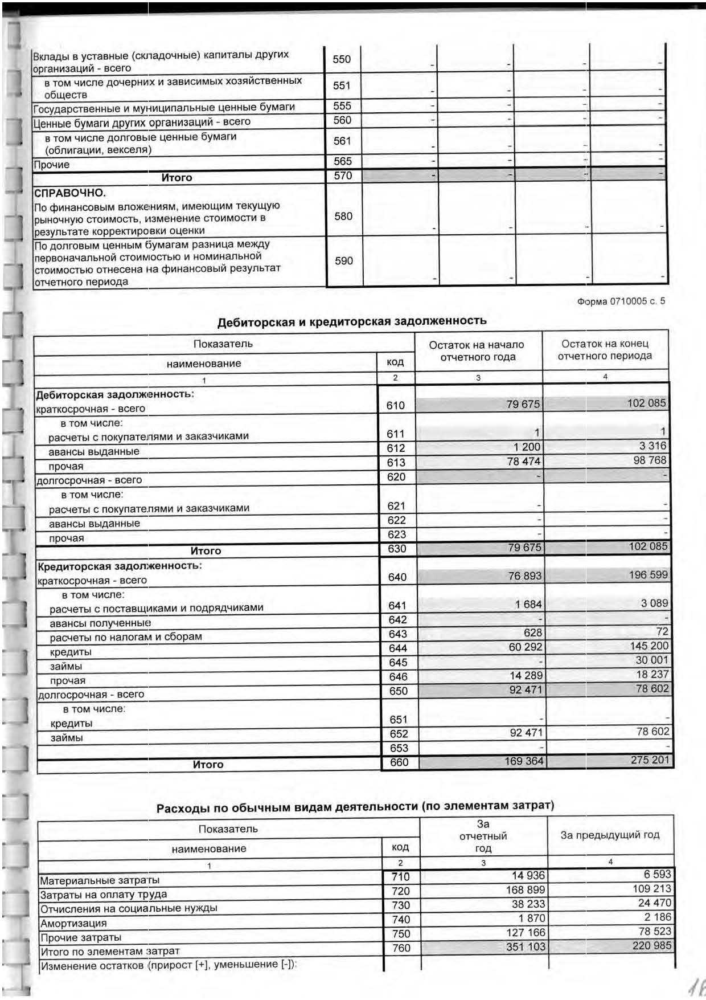 Вклады в уставные (складочные) капиталы других
организаций - всего 550 - - - -
в том числе дочерних и зависимых хозяйственных
обществ 551 - - - -
Государственные и муниципальные ценные бумаги 555 - - - -
Ценные бумаги других организаций - всего 560 - - - -
в том числе долговые ценные бумаги
(облигации, векселя) 561 - - - -
Прочие 565 - - - -
Итого 570 - - - -
СПРАВОЧНО.
По финансовым вложениям, имеющим текущую
рыночную стоимость, изменение стоимости в 580
результате корректировки оценки - - - -
По долговым ценным бумагам разница между
первоначальной стоимостью и номинальной 590
стоимостью отнесена на финансовый результат
отчетного периода - - - -
Форма 0710005 с. 5
Дебиторская и кредиторская задолженность
Показатель Остаток на начало Остаток на конец
отчетного года отчетного периода
наименование код
1 2 3 4
Дебиторская задолженность:
краткосрочная - всего 610 79 675 102 085
в том числе:
расчеты с покупателями и заказчиками 611 1 1
авансы выданные 612 1 200 3 316
прочая 613 78 474 98 768
долгосрочная - всего 620 - -
в том числе:
расчеты с покупателями и заказчиками 621 - -
авансы выданные 622 - -
прочая 623 - -
Итого 630 79 675 102 085
Кредиторская задолженность:
краткосрочная - всего 640 76 893 196 599
в том числе:
расчеты с поставщиками и подрядчиками 641 1 684 3 089
авансы полученные 642 - -
расчеты по налогам и сборам 643 628 72
кредиты 644 60 292 145 200
займы 645 - 30 001
прочая 646 14 289 18 237
долгосрочная - всего 650 92 471 78 602
в том числе:
кредиты 651 - -
займы 652 92 471 78 602
653 - -
Итого 660 169 364 275 201
Расходы по обычным видам деятельности (по элементам затрат)
Показатель За
отчетный
год За предыдущий год
наименование код
1 2 3 4
Материальные затраты 710 14 936 6 593
Затраты на оплату труда 720 168 899 109 213
Отчисления на социальные нужды 730 38 233 24 470
Амортизация 740 1 870 2 186
Прочие затраты 750 127 166 78 523
Итого по элементам затрат 760 351 103 220 985
Изменение остатков (прирост [+], уменьшение [-]):